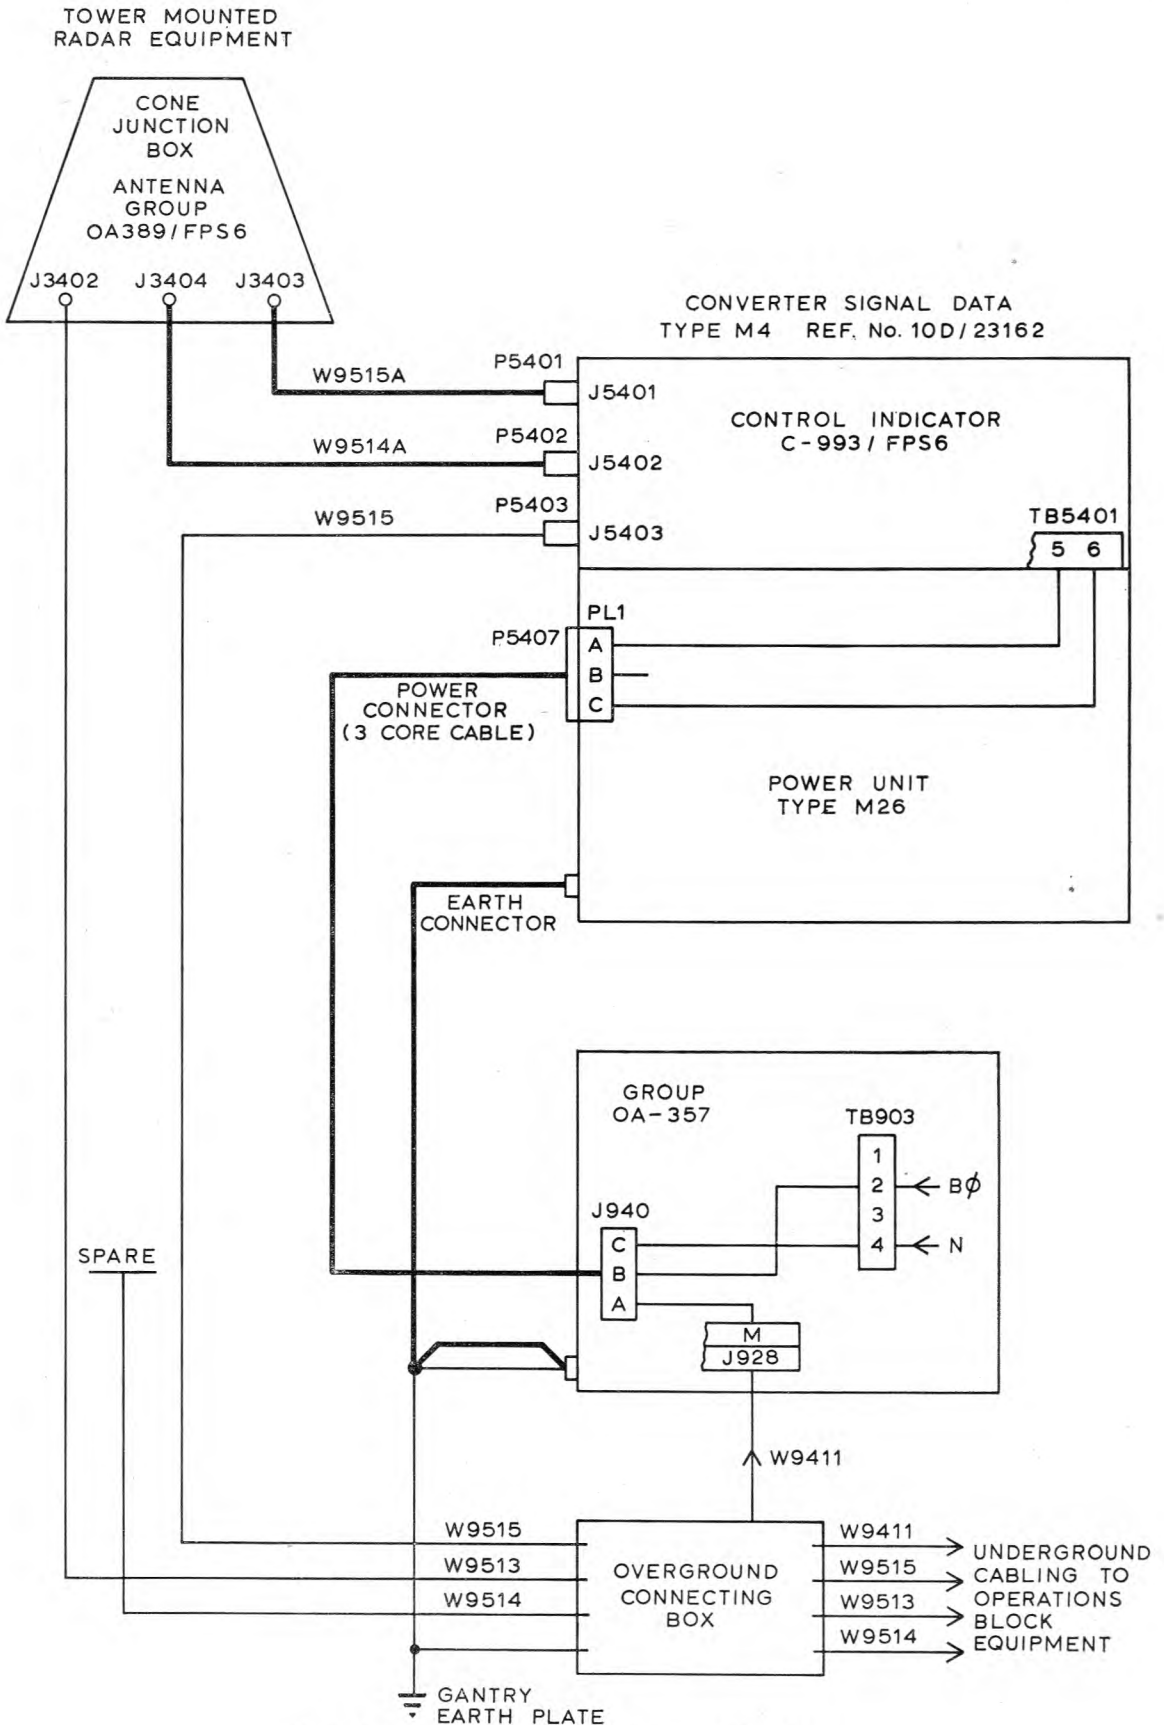 TOWER MOUNTED
RADAR EQUIPMENT
CONE
JUNCTION
BOX
ANTENNA
GROUP
OA389/FPS6
J3402
J3404
J3403
CONVERTER SIGNAL DATA
TYPE M4 REF. No. 10D/23162
W9515A
P5401
J5401
CONTROL INDICATOR
C-993/FPS6
W9514A
P5402
J5402
W9515
P5403
J5403
TB5401
5 6
PL1
P5407
A
B
C
POWER
CONNECTOR
(3 CORE CABLE)
POWER UNIT
TYPE M26
EARTH
CONNECTOR
GROUP
OA-357
TB903
1
2
3
4
BØ
N
J940
C
B
A
M
J928
SPARE
W9411
W9515
W9513
W9514
OVERGROUND
CONNECTING
BOX
W9411
W9515
W9513
W9514
UNDERGROUND
CABLING TO
OPERATIONS
BLOCK
EQUIPMENT
GANTRY
EARTH PLATE